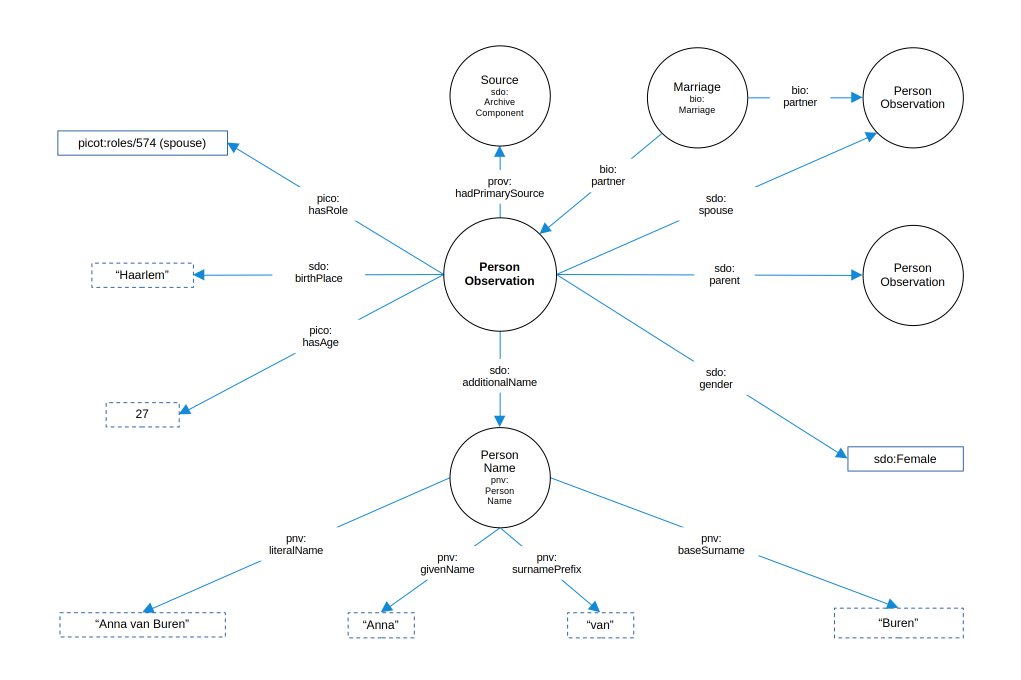 Source
sdo:
Archive
Component
Marriage
bio:
Marriage
bio:
partner
Person
Observation
picot:roles/574 (spouse)
prov:
hadPrimarySource
bio:
partner
pico:
hasRole
sdo:
spouse
“Haarlem”
sdo:
birthPlace
Person
Observation
sdo:
parent
Person
Observation
pico:
hasAge
sdo:
additionalName
sdo:
gender
27
Person
Name
pnv:
Person
Name
sdo:Female
pnv:
literalName
pnv:
givenName
pnv:
surnamePrefix
pnv:
baseSurname
“Anna van Buren”
“Anna”
“van”
“Buren”